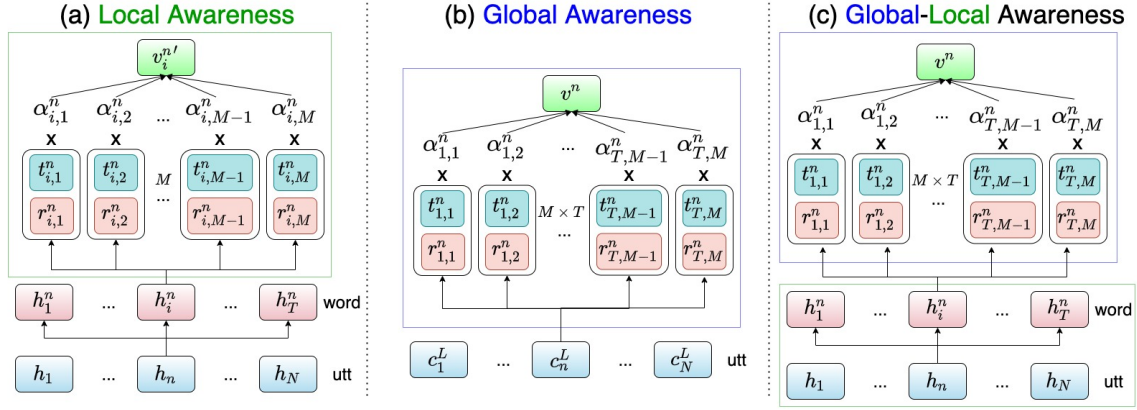 (a) Local Awareness
v_i^n′
α_{i,1}^n α_{i,2}^n ... α_{i,M−1}^n α_{i,M}^n
x x x x
t_{i,1}^n t_{i,2}^n M t_{i,M−1}^n t_{i,M}^n
...
r_{i,1}^n r_{i,2}^n r_{i,M−1}^n r_{i,M}^n
h_1^n ... h_i^n ... h_T^n word
h_1 ... h_n ... h_N utt
(b) Global Awareness
v^n
α_{1,1}^n α_{1,2}^n ... α_{T,M−1}^n α_{T,M}^n
x x x x
t_{1,1}^n t_{1,2}^n M × T t_{T,M−1}^n t_{T,M}^n
...
r_{1,1}^n r_{1,2}^n r_{T,M−1}^n r_{T,M}^n
c_1^L ... c_n^L ... c_N^L utt
(c) Global-Local Awareness
v^n
α_{1,1}^n α_{1,2}^n ... α_{T,M−1}^n α_{T,M}^n
x x x x
t_{1,1}^n t_{1,2}^n M × T t_{T,M−1}^n t_{T,M}^n
...
r_{1,1}^n r_{1,2}^n r_{T,M−1}^n r_{T,M}^n
h_1^n ... h_i^n ... h_T^n word
h_1 ... h_n ... h_N utt